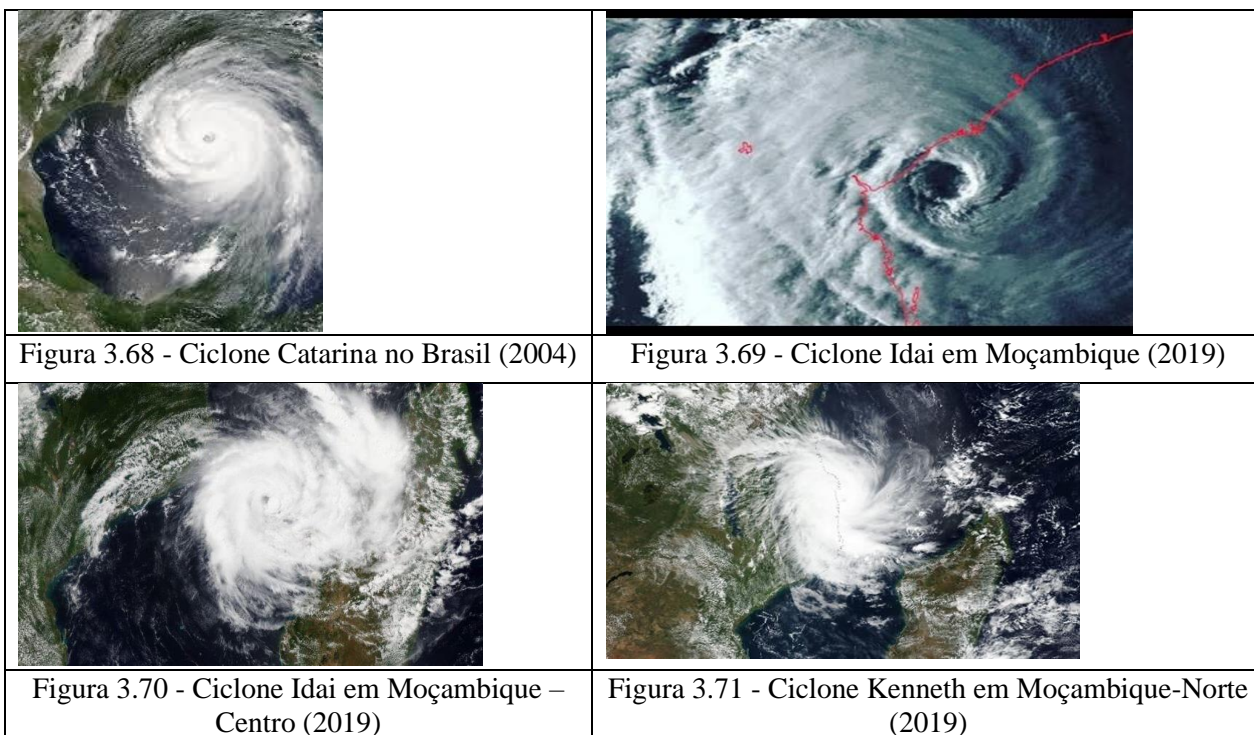 Figura 3.68 - Ciclone Catarina no Brasil (2004)
Figura 3.69 - Ciclone Idai em Moçambique (2019)
Figura 3.70 - Ciclone Idai em Moçambique –
Centro (2019)
Figura 3.71 - Ciclone Kenneth em Moçambique-Norte
(2019)